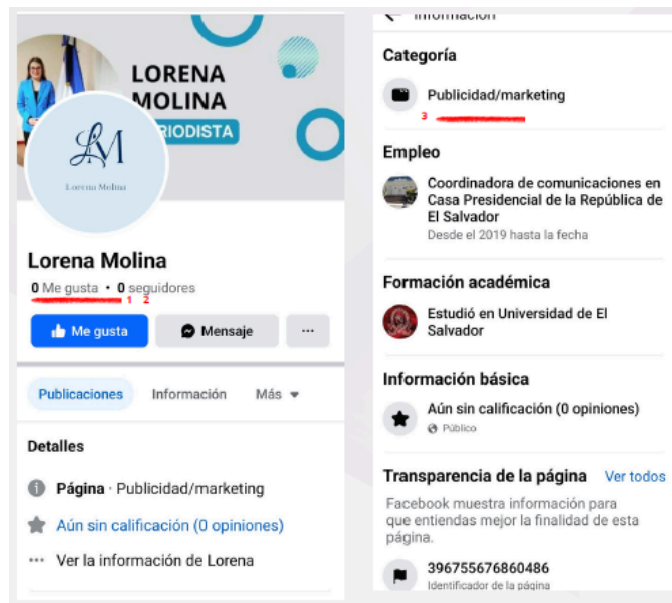 LORENA
MOLINA
RIODISTA
LM
Lorena Molina
Lorena Molina
0 Me gusta • 0 seguidores
1 2
Me gusta
Mensaje
...
Publicaciones
Información
Más
Detalles
Página · Publicidad/marketing
Aún sin calificación (0 opiniones)
Ver la información de Lorena
Información
Categoría
Publicidad/marketing
3
Empleo
Coordinadora de comunicaciones en
Casa Presidencial de la República de
El Salvador
Desde el 2019 hasta la fecha
Formación académica
Estudió en Universidad de El
Salvador
Información básica
Aún sin calificación (0 opiniones)
Público
Transparencia de la página Ver todos
Facebook muestra información para
que entiendas mejor la finalidad de esta
página.
396755676860486
Identificador de la página